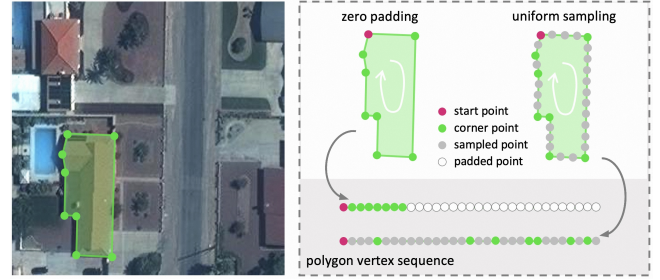 zero padding
uniform sampling
start point
corner point
sampled point
padded point
polygon vertex sequence